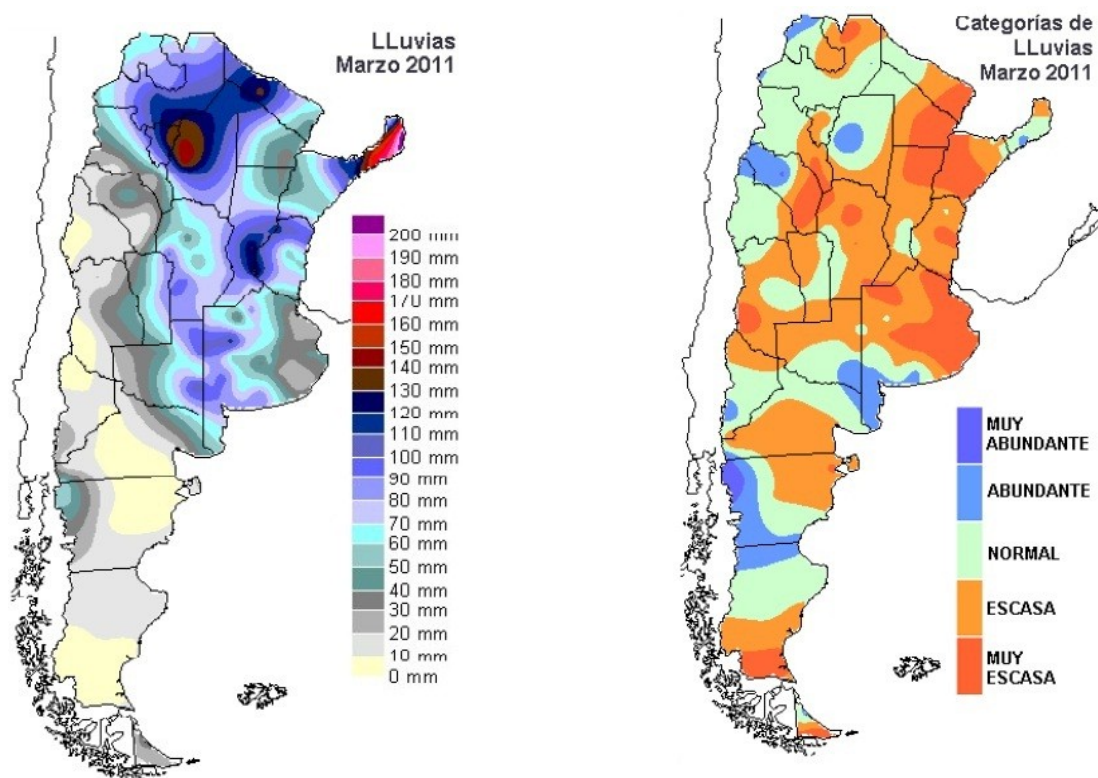 LLuvias
Marzo 2011
200 mm
190 mm
180 mm
170 mm
160 mm
150 mm
140 mm
130 mm
120 mm
110 mm
100 mm
90 mm
80 mm
70 mm
60 mm
50 mm
40 mm
30 mm
20 mm
10 mm
0 mm
Categorías de
LLuvias
Marzo 2011
MUY
ABUNDANTE
ABUNDANTE
NORMAL
ESCASA
MUY
ESCASA